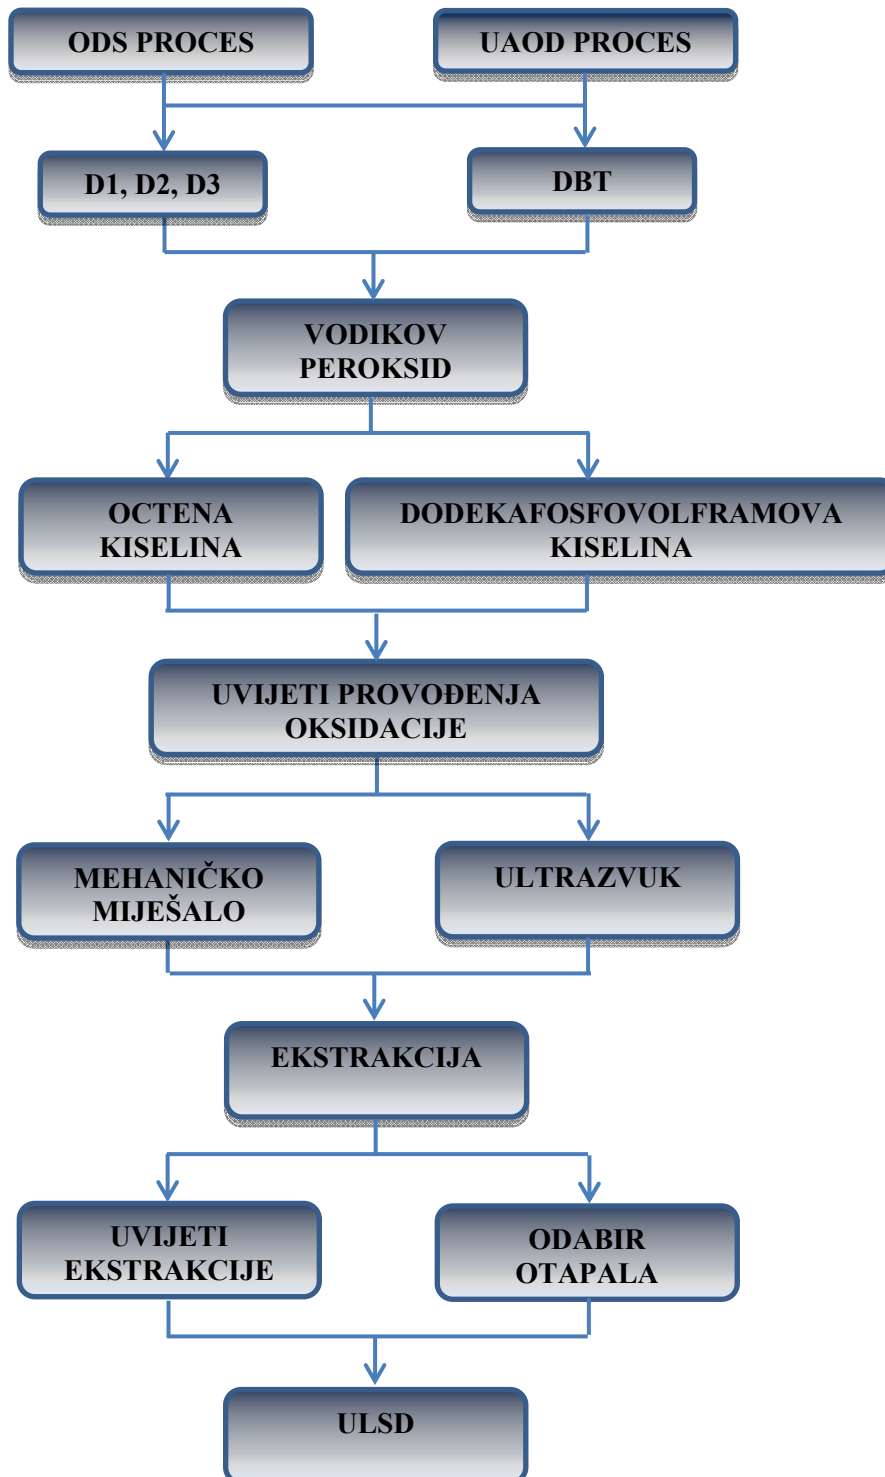 ODS PROCES
UAOD PROCES
D1, D2, D3
DBT
VODIKOV
PEROKSID
OCTENA
KISELINA
DODEKAFOSFOVOLFRAMOVA
KISELINA
UVIJETI PROVOĐENJA
OKSIDACIJE
MEHANIČKO
MIJEŠALO
ULTRAZVUK
EKSTRAKCIJA
UVIJETI
EKSTRAKCIJE
ODABIR
OTAPALA
ULSD